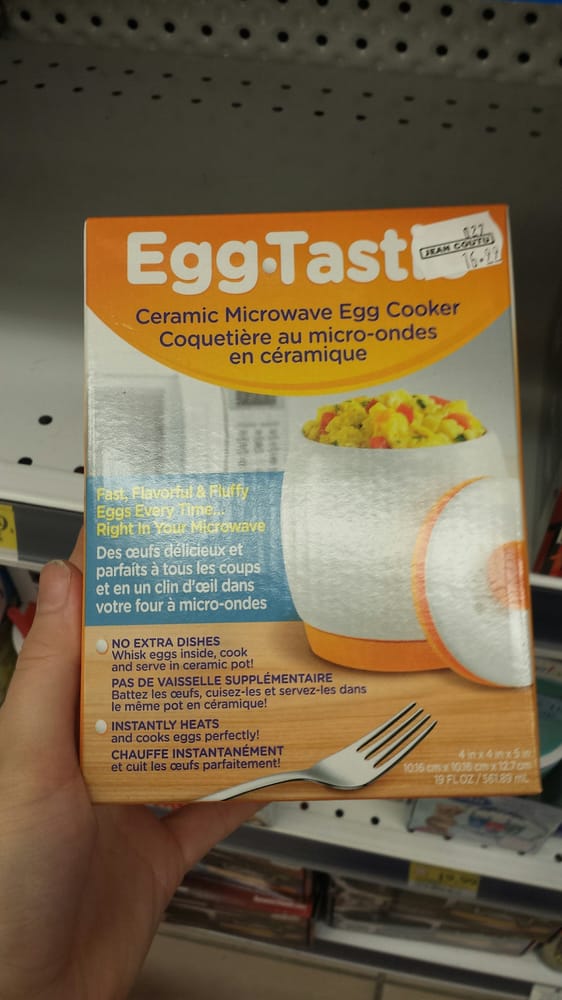 Egg·Tasti
022
JEAN COUTU
16.99
Ceramic Microwave Egg Cooker
Coquetière au micro-ondes
en céramique
Fast, Flavorful & Fluffy
Eggs Every Time...
Right In Your Microwave
Des œufs délicieux et
parfaits à tous les coups
et en un clin d'œil dans
votre four à micro-ondes
NO EXTRA DISHES
Whisk eggs inside, cook
and serve in ceramic pot!
PAS DE VAISSELLE SUPPLÉMENTAIRE
Battez les œufs, cuisez-les et servez-les dans
le même pot en céramique!
INSTANTLY HEATS
and cooks eggs perfectly!
CHAUFFE INSTANTANÉMENT
et cuit les œufs parfaitement!
4 in x 4 in x 5 in
10.16 cm x 10.16 cm x 12.7 cm
19 FL OZ / 561.89 mL